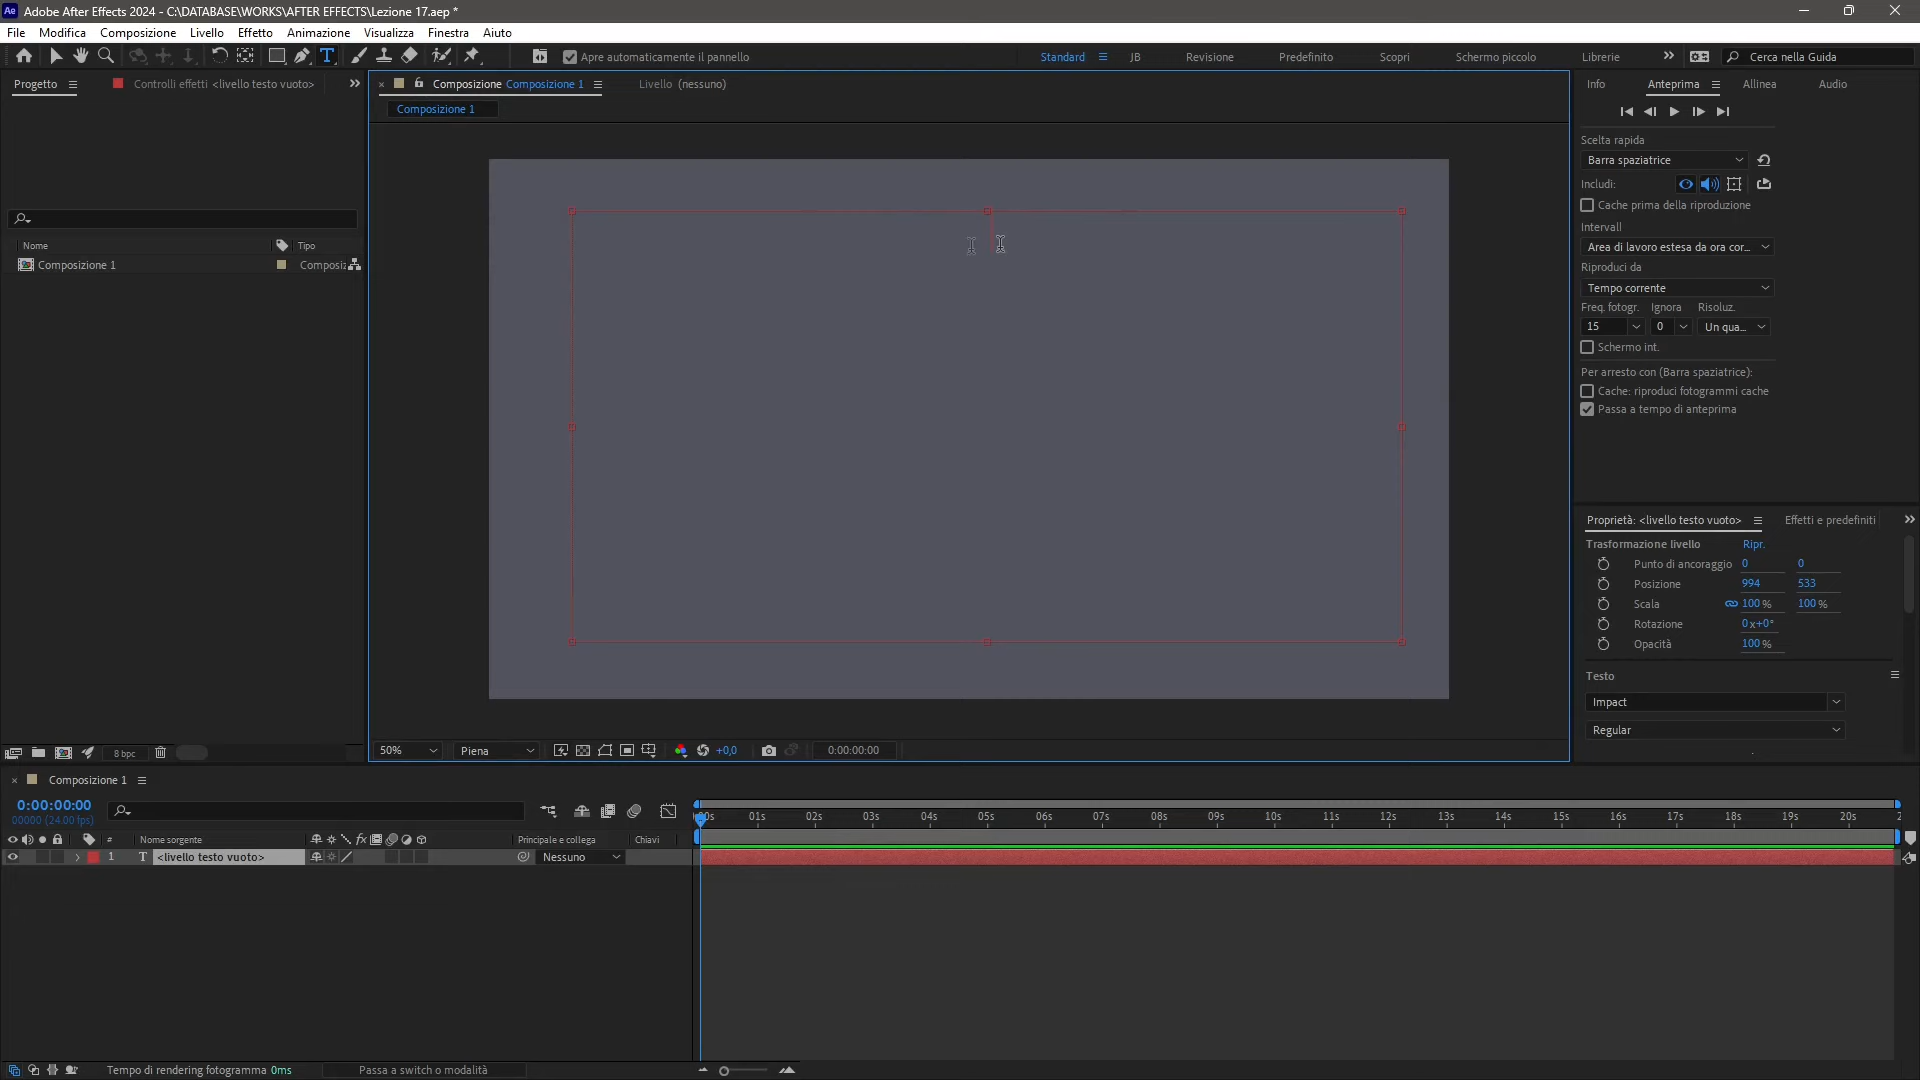 Adobe After Effects 2024 - C:\DATABASE\WORKS\AFTER EFFECTS\Lezione 17.aep *
File Modifica Composizione Livello Effetto Animazione Visualizza Finestra Aiuto
Apre automaticamente il pannello
Standard JB Revisione Predefinito Scopri Schermo piccolo Librerie Cerca nella Guida
Progetto Controlli effetti <livello testo vuoto>
Composizione Composizione 1 Livello (nessuno)
Info Anteprima Allinea Audio
Composizione 1
Scelta rapida
Barra spaziatrice
Includi:
Cache prima della riproduzione
Intervall
Area di lavoro estesa da ora cor...
Riproduci da
Tempo corrente
Freq. fotogr. Ignora Risoluz.
15 0 Un qua...
Schermo int.
Per arresto con (Barra spaziatrice):
Cache: riproduci fotogrammi cache
Passa a tempo di anteprima
Nome Tipo
Composizione 1
Proprietà: <livello testo vuoto> Effetti e predefiniti
Trasformazione livello Ripr.
Punto di ancoraggio 0 0
Posizione 994 533
Scala 100 % 100 %
Rotazione 0x+0°
Opacità 100 %
Testo
Impact
Regular
8 bpc
50% Piena +0,0 0:00:00:00
Composizione 1
0:00:00:00
00000 (24.00 fps)
01s 02s 03s 04s 05s 06s 07s 08s 09s 10s 11s 12s 13s 14s 15s 16s 17s 18s 19s 20s
# Nome sorgente Principale e collega Chiavi
1 T <livello testo vuoto> Nessuno
Tempo di rendering fotogramma 0ms Passa a switch o modalità